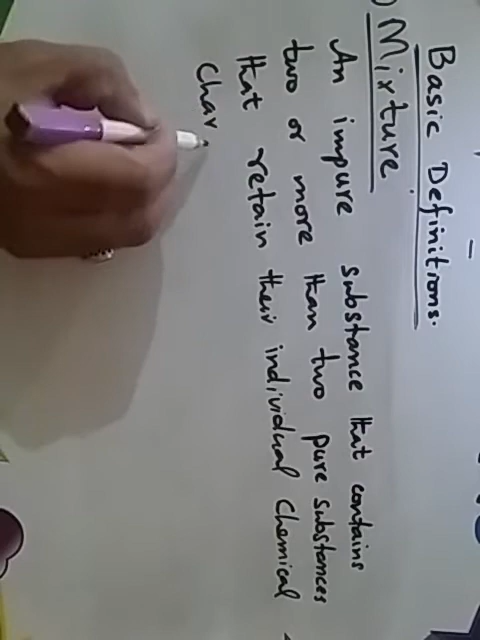 Basic Definitions.
Mixture
An impure substance that contains
two or more than two pure substances
that retain their individual chemical
char